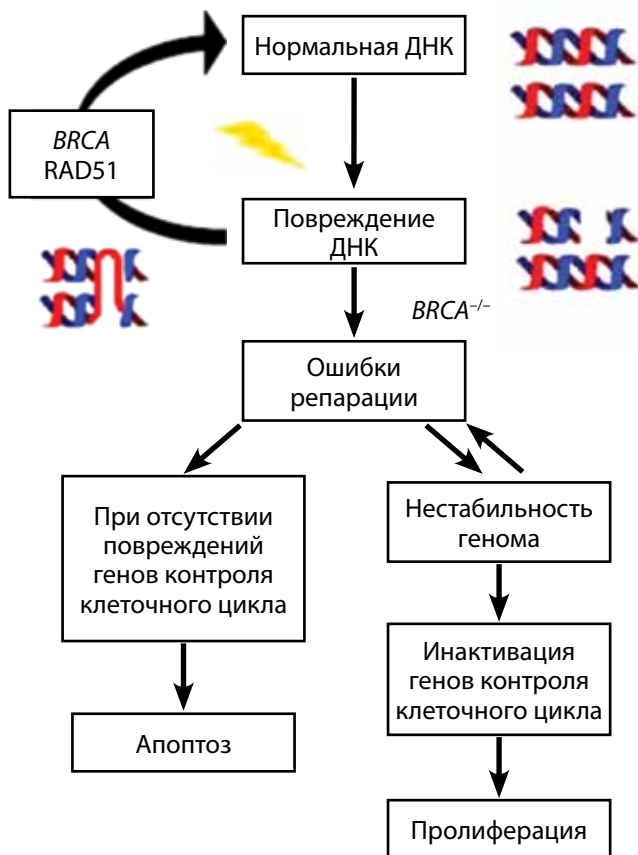 Нормальная ДНК
BRCA
RAD51
Повреждение
ДНК
BRCA⁻/⁻
Ошибки
репарации
При отсутствии
повреждений
генов контроля
клеточного цикла
Нестабильность
генома
Инактивация
генов контроля
клеточного цикла
Апоптоз
Пролиферация